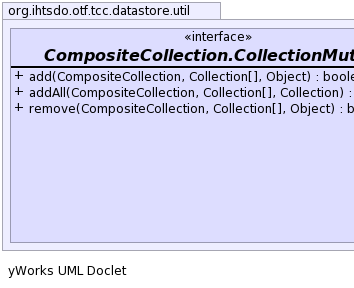 org.ihtsdo.otf.tcc.datastore.util
«interface»
CompositeCollection.CollectionMut
+ add(CompositeCollection, Collection[], Object) : boole
+ addAll(CompositeCollection, Collection[], Collection) :
+ remove(CompositeCollection, Collection[], Object) : b
yWorks UML Doclet